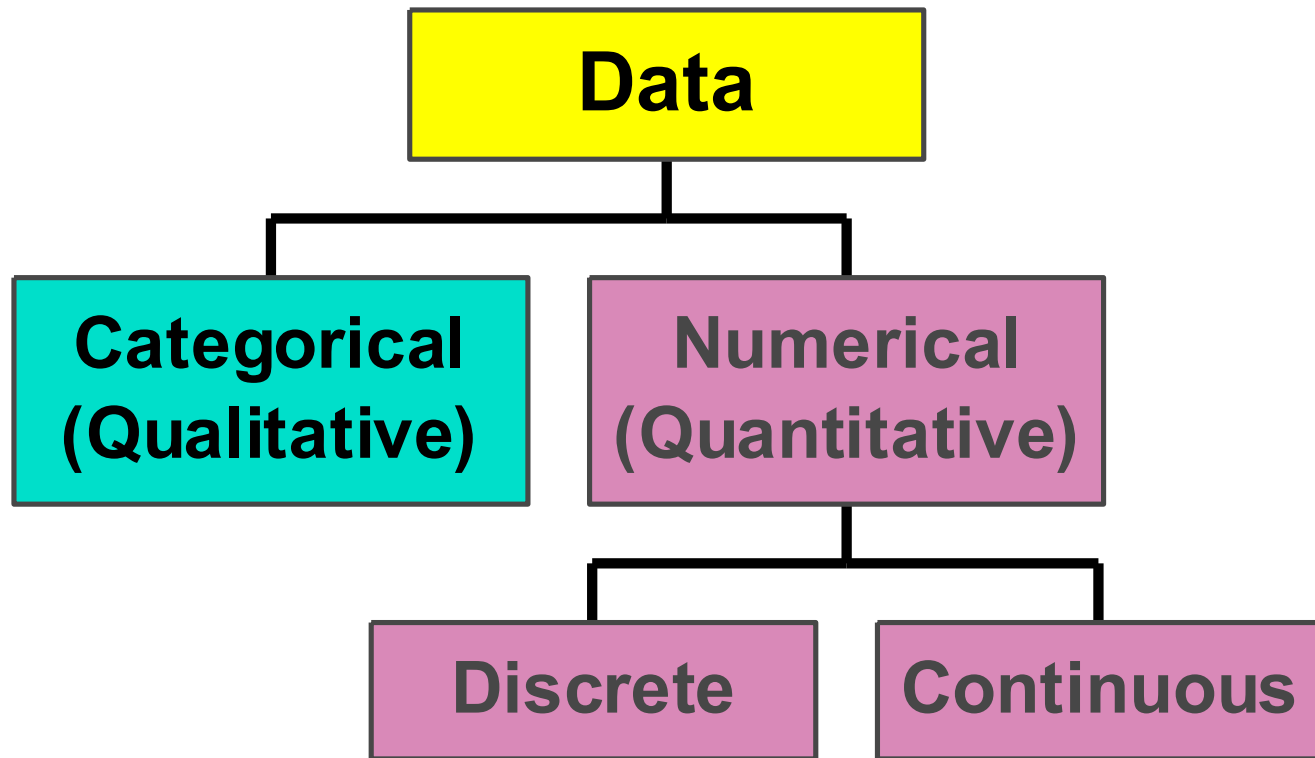 Data
Categorical
(Qualitative)
Numerical
(Quantitative)
Discrete
Continuous